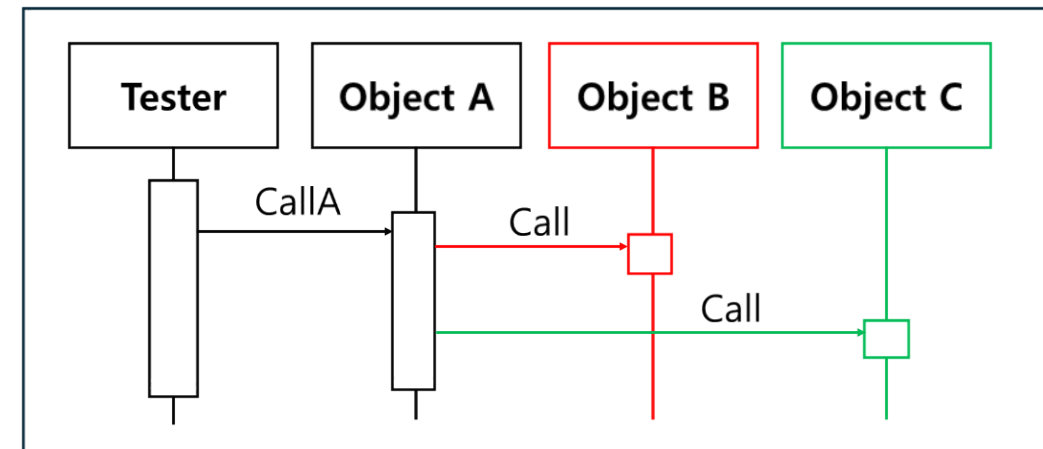 Tester
Object A
Object B
Object C
CallA
Call
Call